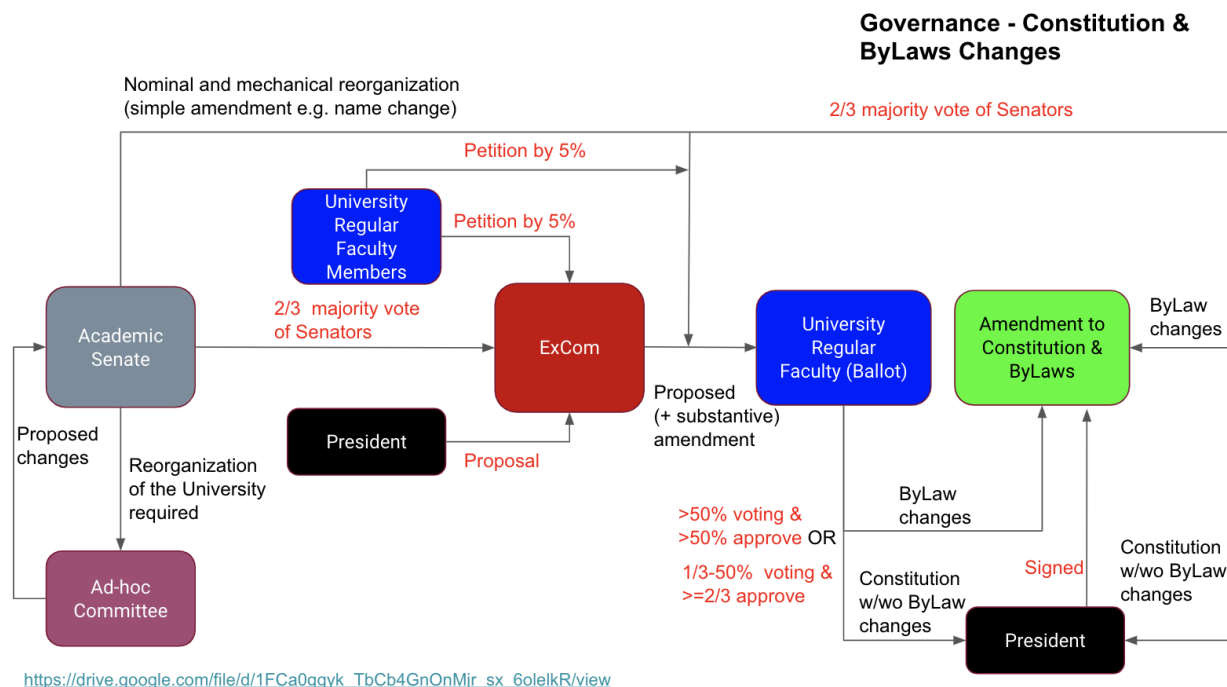 Governance - Constitution &
ByLaws Changes
Nominal and mechanical reorganization
(simple amendment e.g. name change)
2/3 majority vote of Senators
Petition by 5%
University
Regular
Faculty
Members
Petition by 5%
2/3 majority vote
of Senators
Academic
Senate
ExCom
University
Regular
Faculty (Ballot)
Amendment to
Constitution &
ByLaws
ByLaw
changes
Proposed
(+ substantive)
amendment
President
Proposal
Proposed
changes
Reorganization
of the University
required
>50% voting &
>50% approve OR
1/3-50% voting &
>=2/3 approve
ByLaw
changes
Constitution
w/wo ByLaw
changes
Signed
Constitution
w/wo ByLaw
changes
Ad-hoc
Committee
President